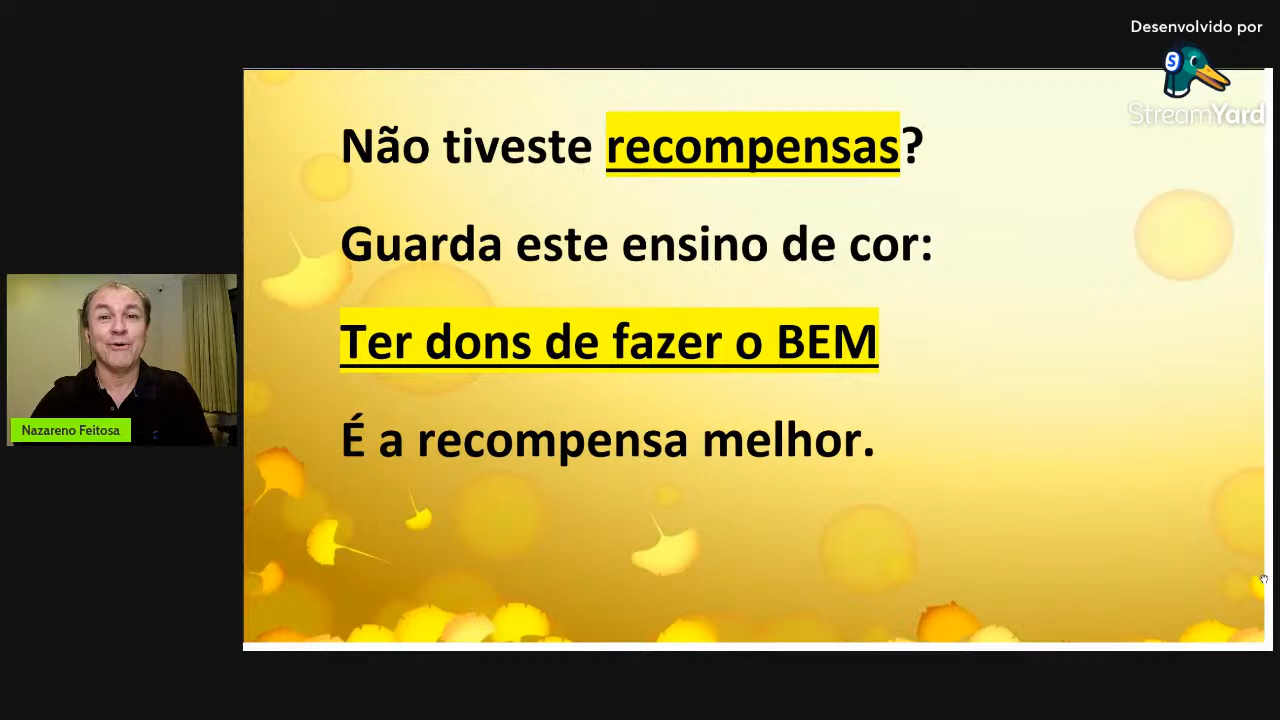 Desenvolvido por
StreamYard
Não tiveste recompensas?
Guarda este ensino de cor:
Ter dons de fazer o BEM
É a recompensa melhor.
Nazareno Feitosa